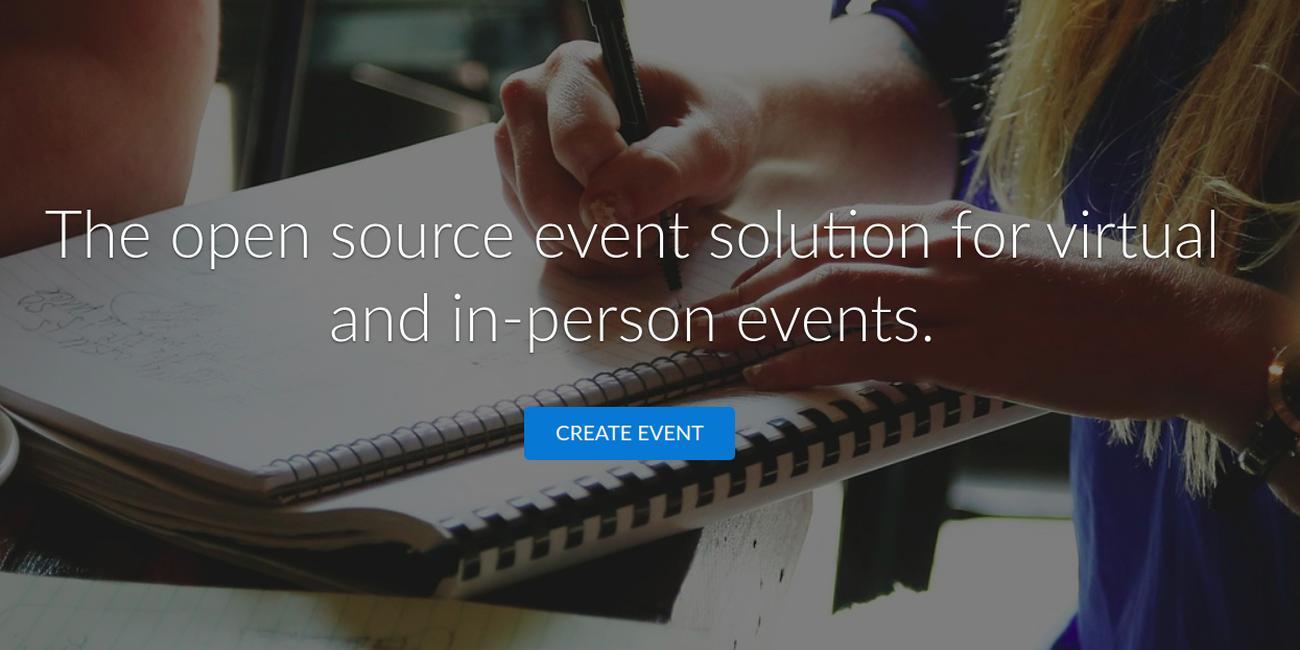 The open source event solution for virtual
and in-person events.
CREATE EVENT